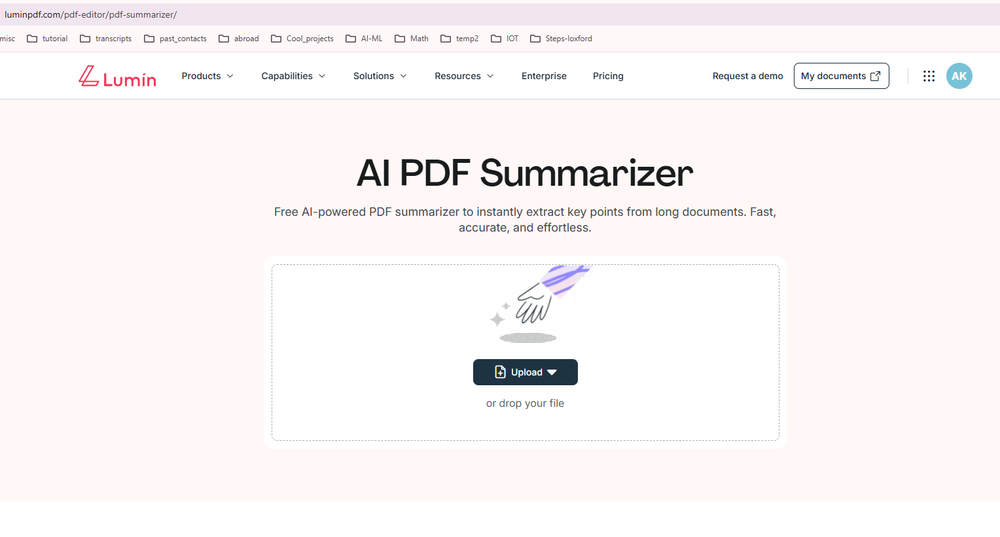 luminpdf.com/pdf-editor/pdf-summarizer/
misc tutorial transcripts past_contacts abroad Cool_projects AI-ML Math temp2 IOT Steps-loxford
Lumin Products Capabilities Solutions Resources Enterprise Pricing Request a demo My documents AK
AI PDF Summarizer
Free AI-powered PDF summarizer to instantly extract key points from long documents. Fast,
accurate, and effortless.
Upload
or drop your file